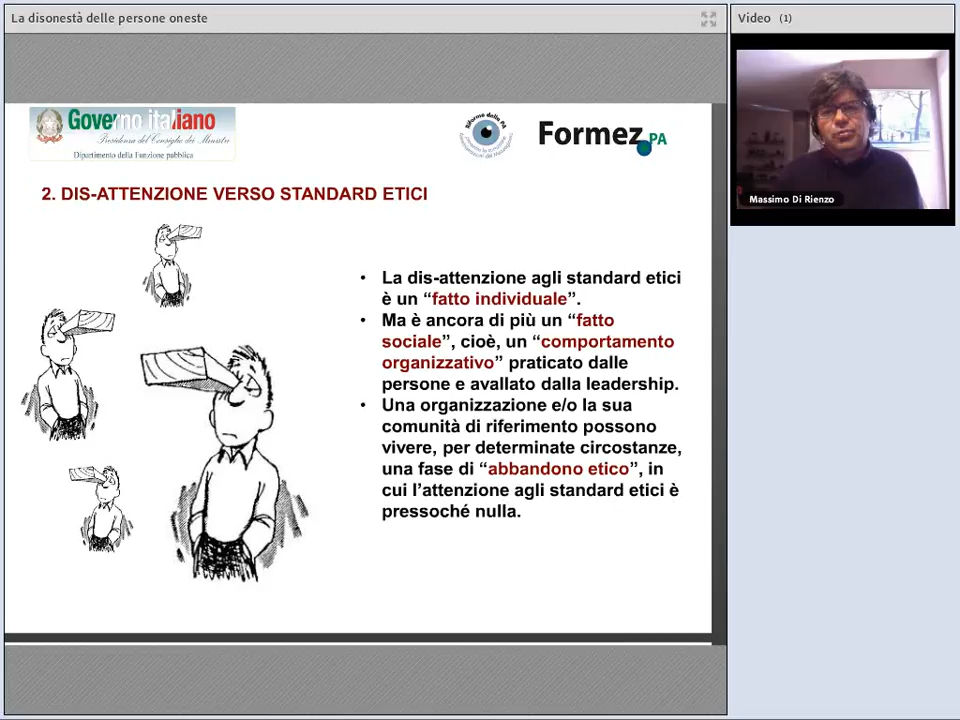 La disonestà delle persone oneste
Video (1)
Governo italiano
Presidenza del Consiglio dei Ministri
Dipartimento della Funzione pubblica
Riforme della PA
Formez PA
Massimo Di Rienzo
2. DIS-ATTENZIONE VERSO STANDARD ETICI
• La dis-attenzione agli standard etici
è un “fatto individuale”.
• Ma è ancora di più un “fatto
sociale”, cioè, un “comportamento
organizzativo” praticato dalle
persone e avallato dalla leadership.
• Una organizzazione e/o la sua
comunità di riferimento possono
vivere, per determinate circostanze,
una fase di “abbandono etico”, in
cui l’attenzione agli standard etici è
pressoché nulla.